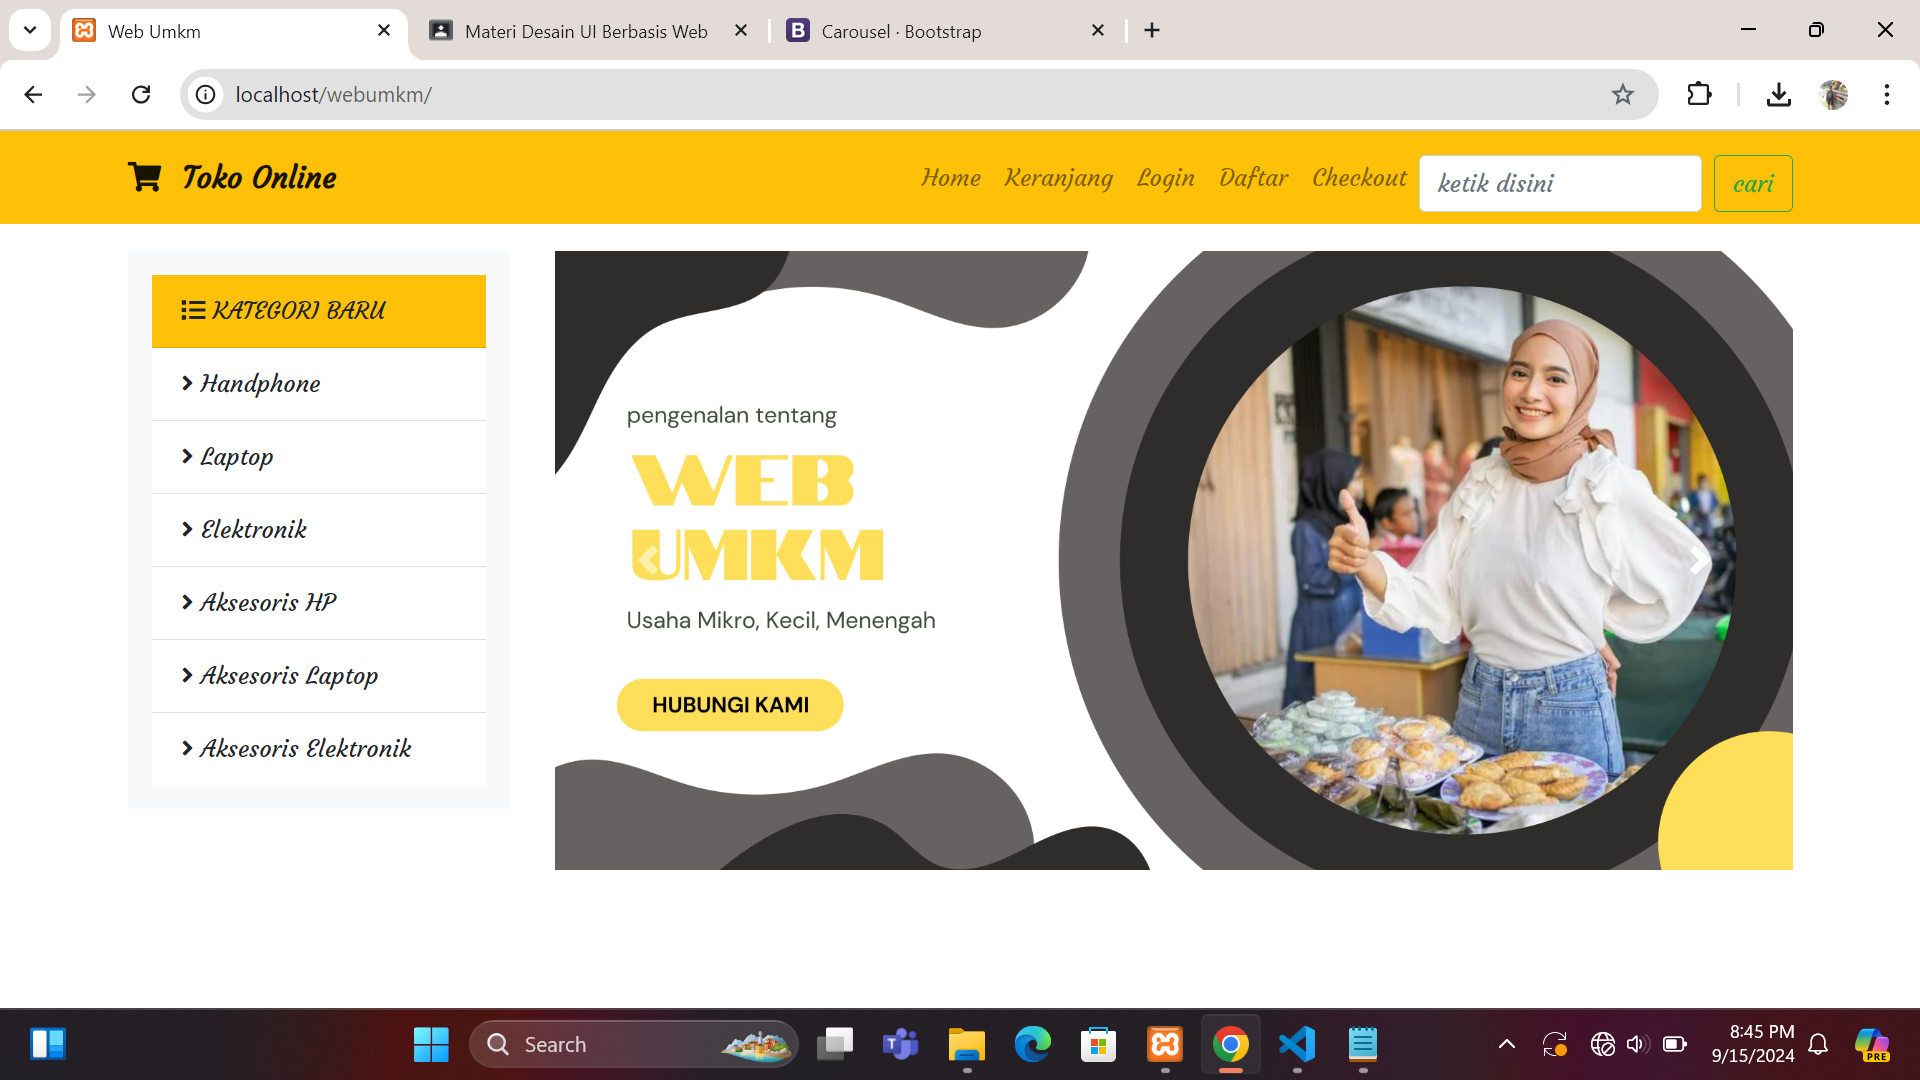 Web Umkm
Materi Desain UI Berbasis Web
Carousel · Bootstrap
localhost/webumkm/
Toko Online
Home
Keranjang
Login
Daftar
Checkout
ketik disini
cari
KATEGORI BARU
Handphone
Laptop
Elektronik
Aksesoris HP
Aksesoris Laptop
Aksesoris Elektronik
pengenalan tentang
WEB
UMKM
Usaha Mikro, Kecil, Menengah
HUBUNGI KAMI
Search
8:45 PM
9/15/2024
PRE